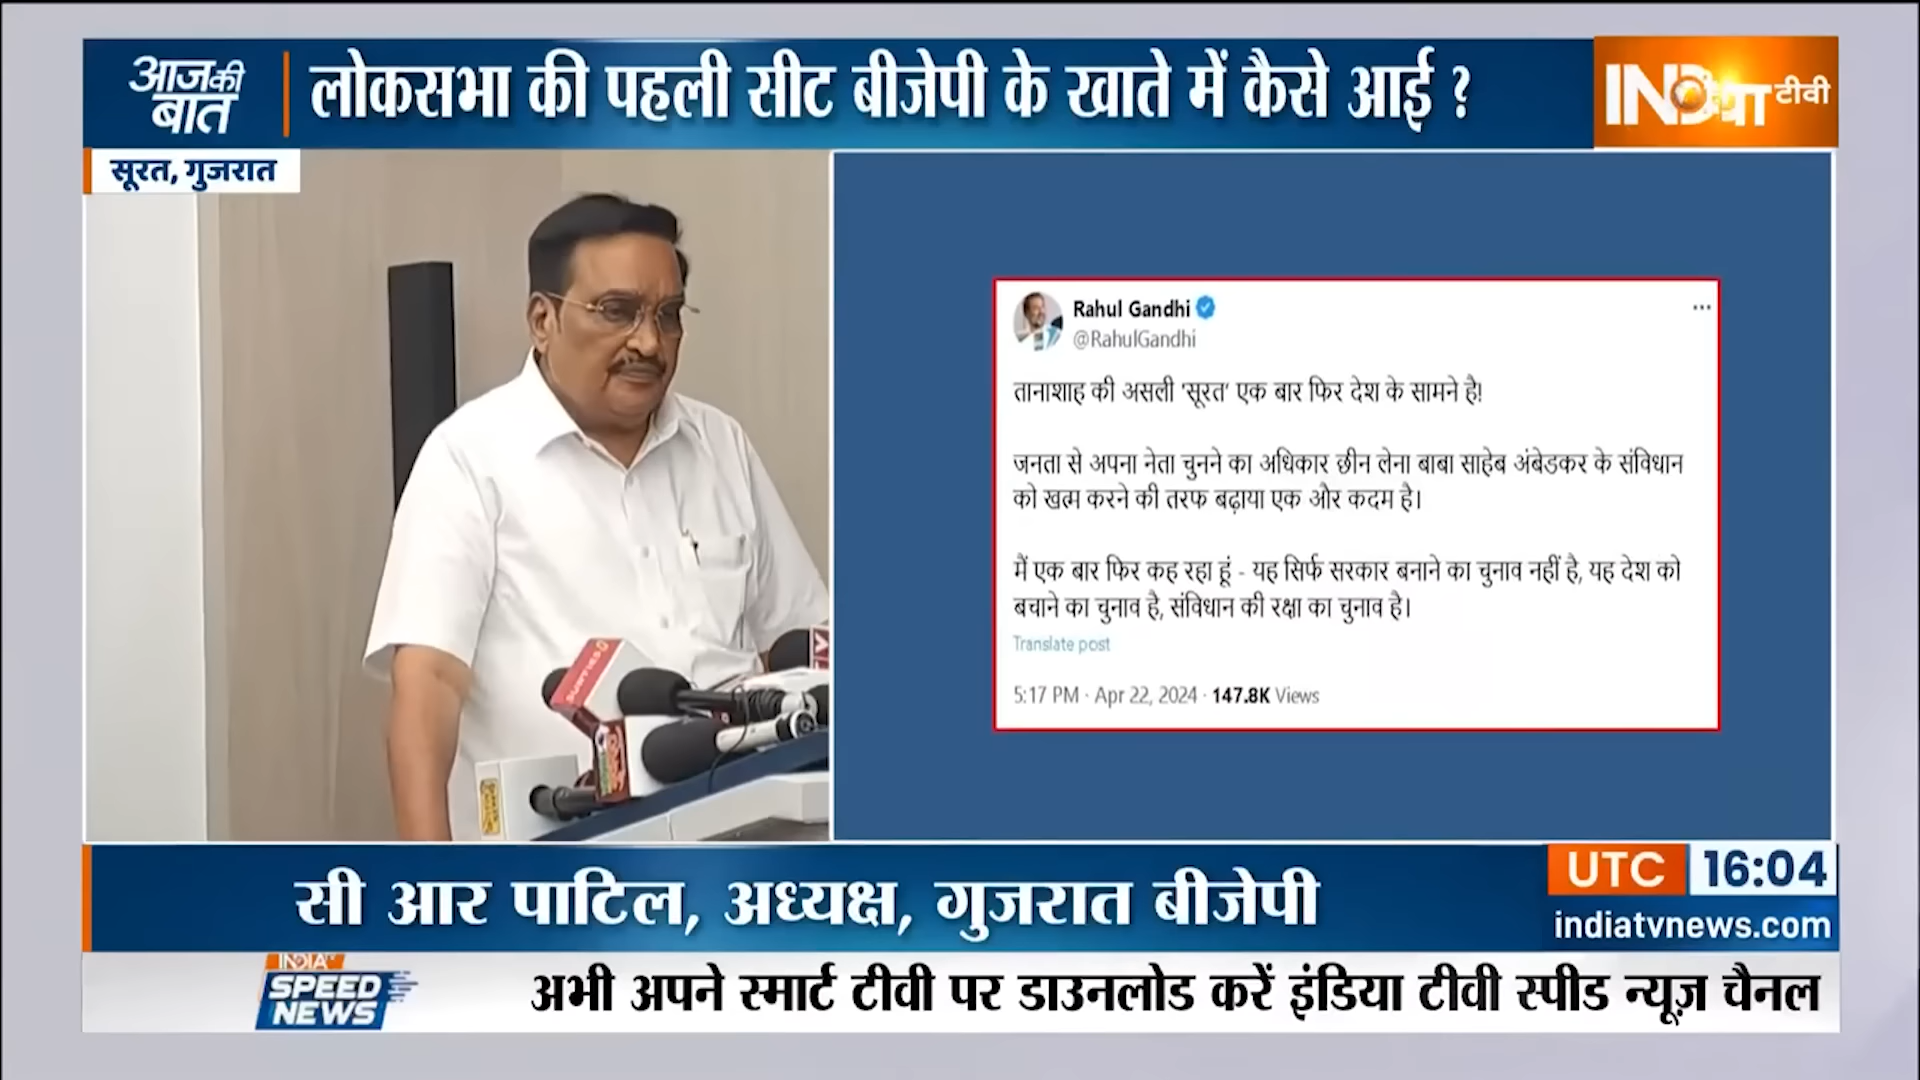 आज की
बात
लोकसभा की पहली सीट बीजेपी के खाते में कैसे आई ?
टीवी
सूरत, गुजरात
Rahul Gandhi
@RahulGandhi
तानाशाह की असली 'सूरत' एक बार फिर देश के सामने है!
जनता से अपना नेता चुनने का अधिकार छीन लेना बाबा साहेब अंबेडकर के संविधान
को खत्म करने की तरफ बढ़ाया एक और कदम है।
मैं एक बार फिर कह रहा हूं - यह सिर्फ सरकार बनाने का चुनाव नहीं है, यह देश को
बचाने का चुनाव है, संविधान की रक्षा का चुनाव है।
Translate post
5:17 PM · Apr 22, 2024 · 147.8K Views
सी आर पाटिल, अध्यक्ष, गुजरात बीजेपी
UTC 16:04
indiatvnews.com
INDIA TV
SPEED
NEWS
अभी अपने स्मार्ट टीवी पर डाउनलोड करें इंडिया टीवी स्पीड न्यूज़ चैनल